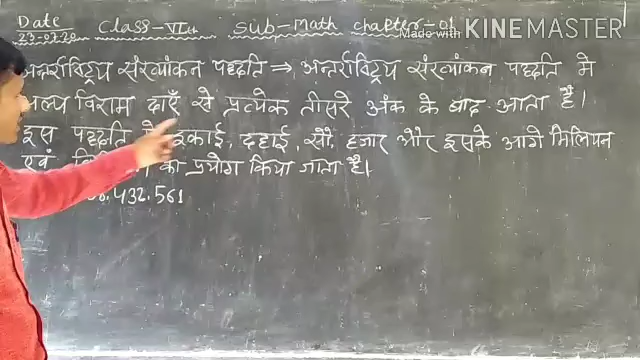 Date Class-VIth Sub-Math Chapter-01
23-07-20
Made with KINEMASTER
अन्तर्राष्ट्रिय संख्यांकन पद्धति ⇒ अन्तर्राष्ट्रिय संख्यांकन पद्धति मे
अल्प विराम दाएँ से प्रत्येक तीसरे अंक के बाद आता है।
इस पद्धति इकाई, दहाई, सौ, हजार और इसके आगे मिलियन
एवं का प्रयोग किया जाता है।
432.561